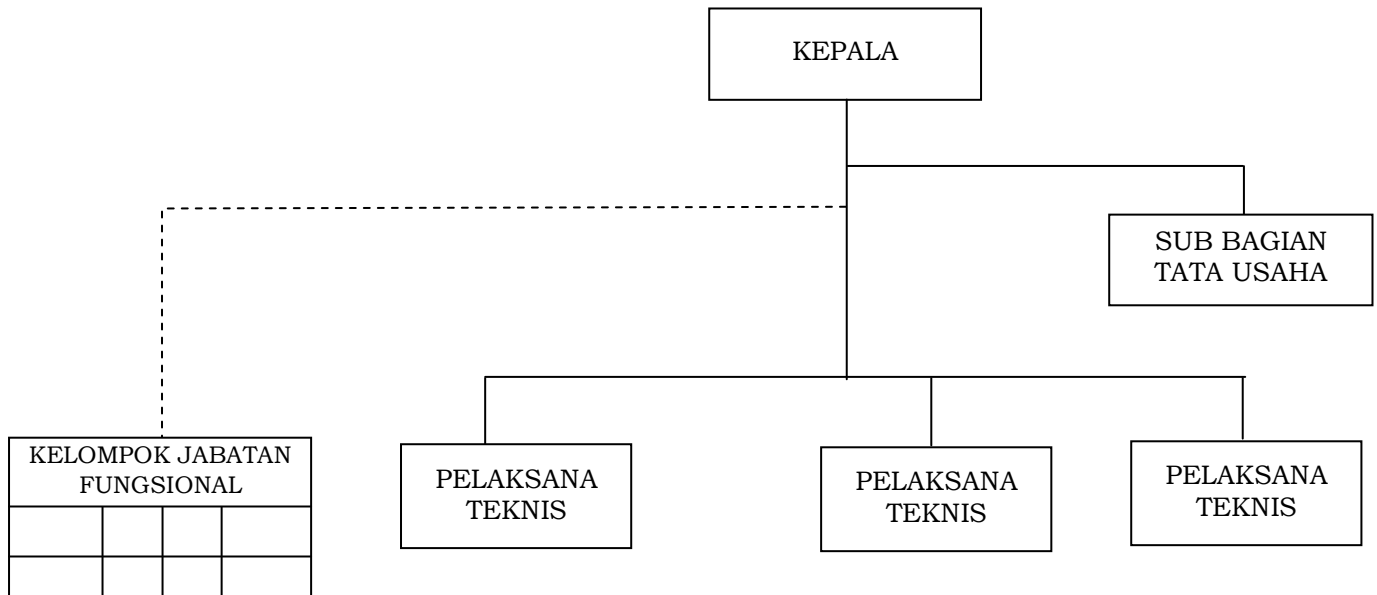 KEPALA
SUB BAGIAN
TATA USAHA
KELOMPOK JABATAN
FUNGSIONAL
PELAKSANA
TEKNIS
PELAKSANA
TEKNIS
PELAKSANA
TEKNIS